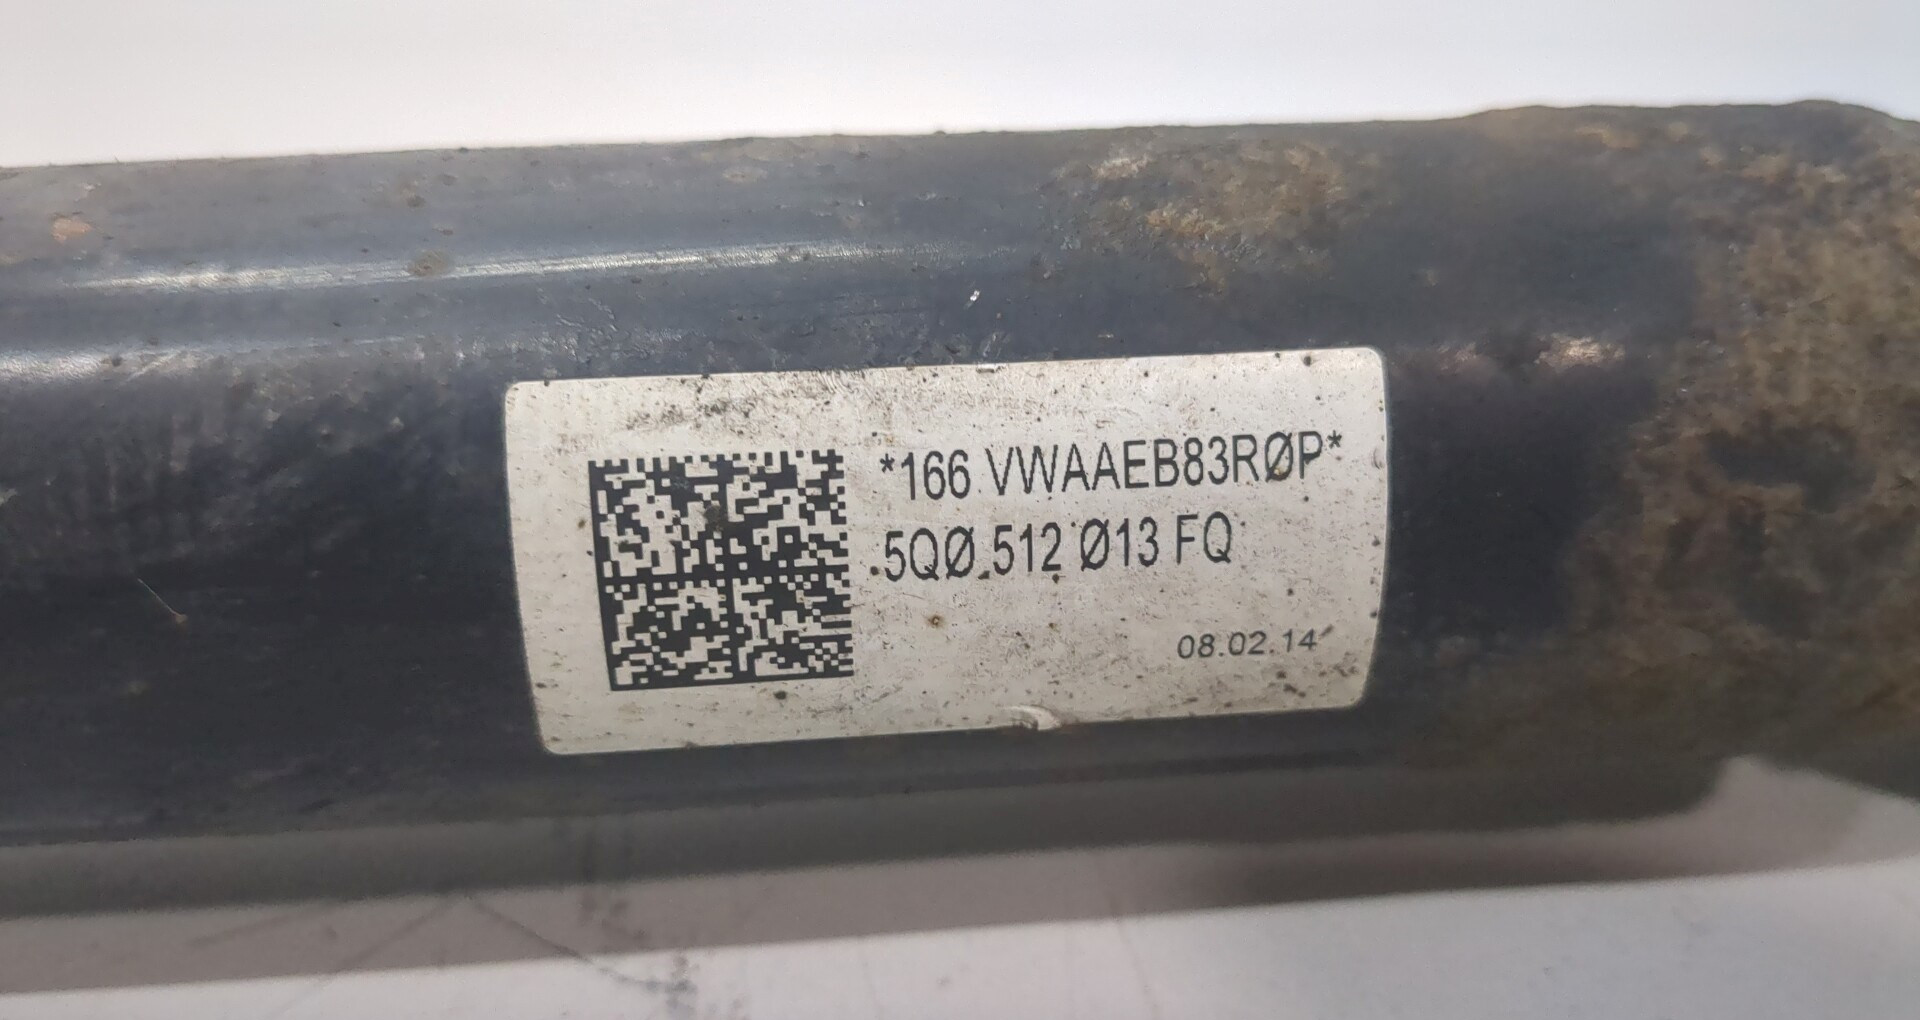 *166 VWAAEB83RØP*
5QØ 512 Ø13 FQ
08.02.14